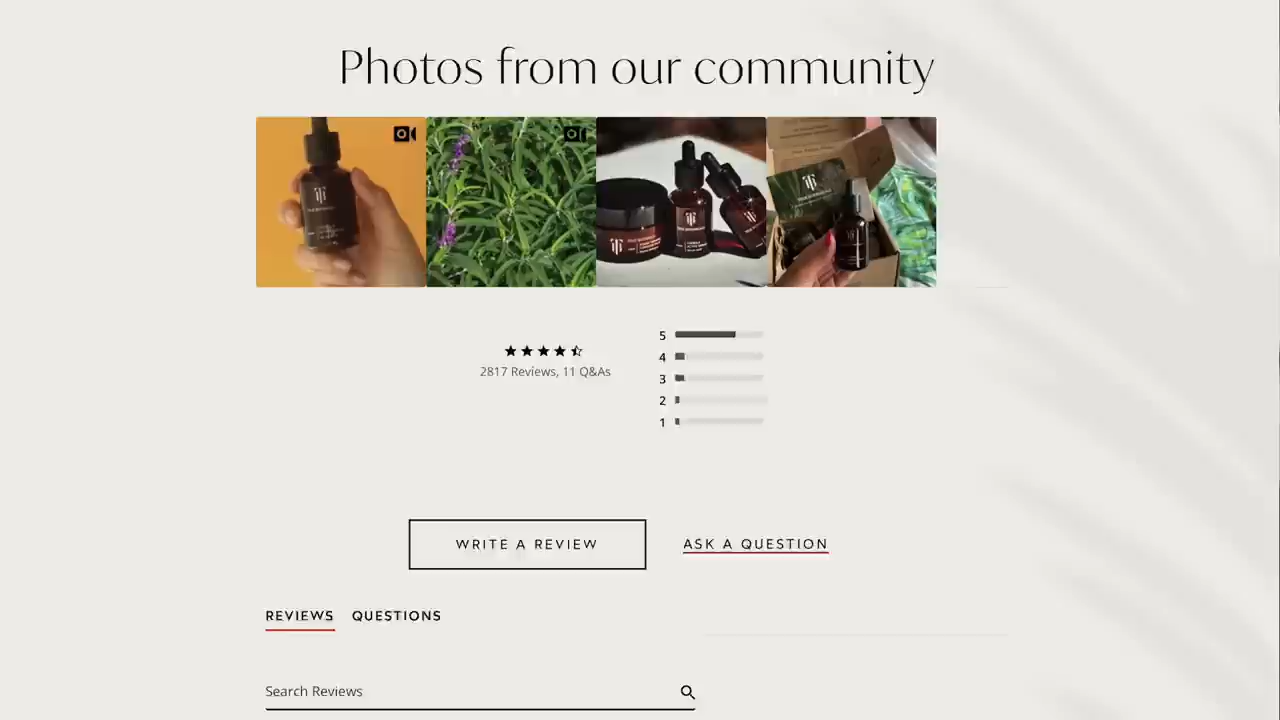 Photos from our community
5
4
3
2
1
2817 Reviews, 11 Q&As
WRITE A REVIEW
ASK A QUESTION
REVIEWS
QUESTIONS
Search Reviews